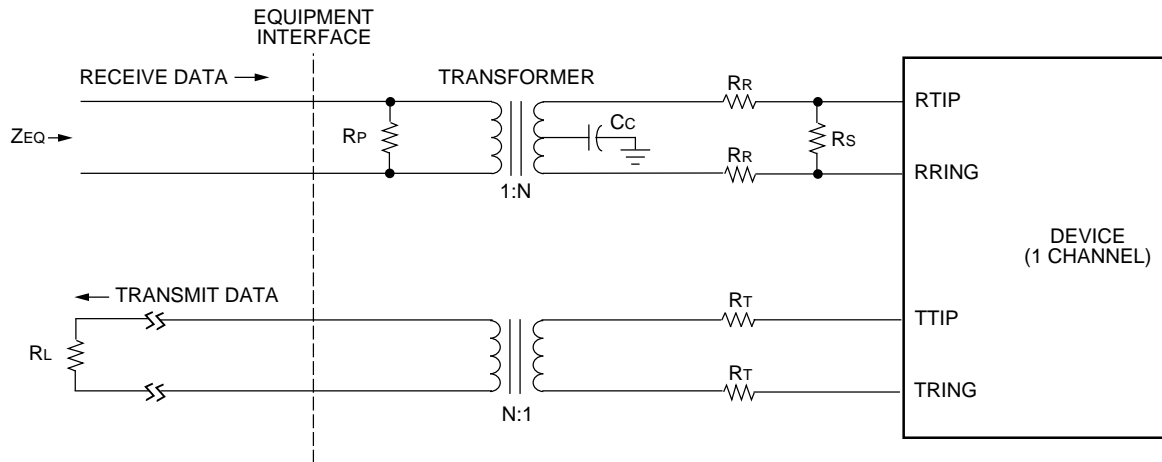 EQUIPMENT
INTERFACE
RECEIVE DATA
TRANSFORMER
RR
CC
RTIP
ZEQ
RP
RS
RR
RRING
1:N
DEVICE
(1 CHANNEL)
TRANSMIT DATA
RT
TTIP
RL
RT
TRING
N:1